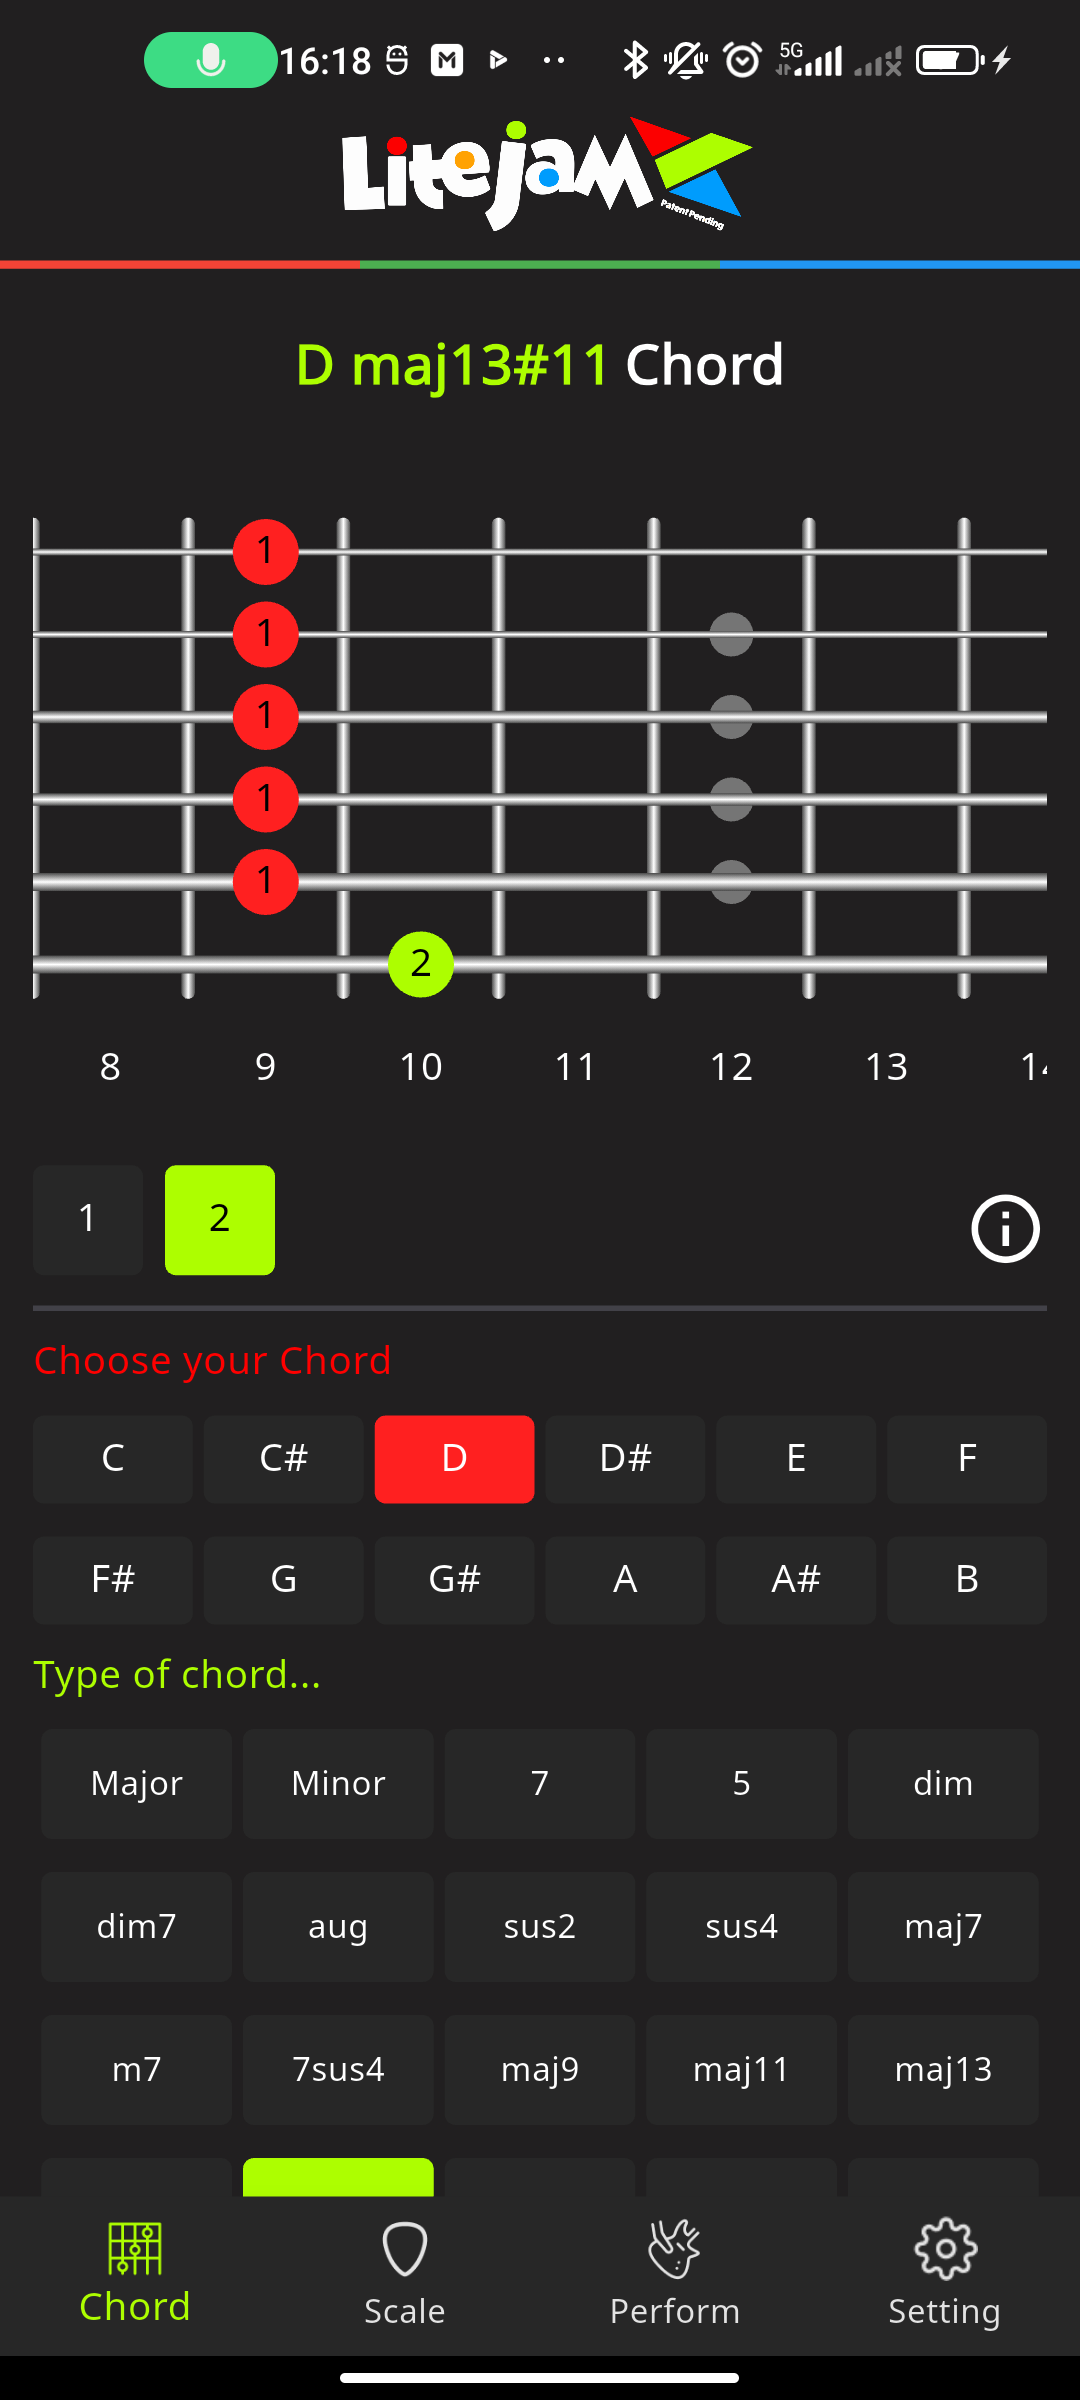 16:18 M 5G
Litejam
Patent Pending
D maj13#11 Chord
1
1
1
1
1
2
8 9 10 11 12 13
1 2
Choose your Chord
C C# D D# E F
F# G G# A A# B
Type of chord...
Major Minor 7 5 dim
dim7 aug sus2 sus4 maj7
m7 7sus4 maj9 maj11 maj13
Chord Scale Perform Setting